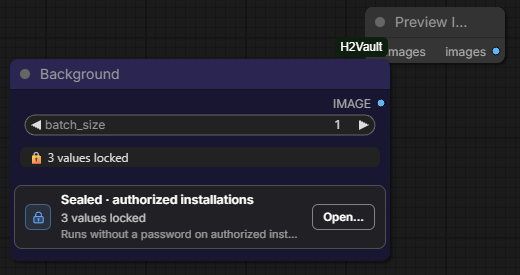 Preview I...
H2Vault
images images
Background
IMAGE
batch_size 1
3 values locked
Sealed · authorized installations
3 values locked
Open...
Runs without a password on authorized inst...